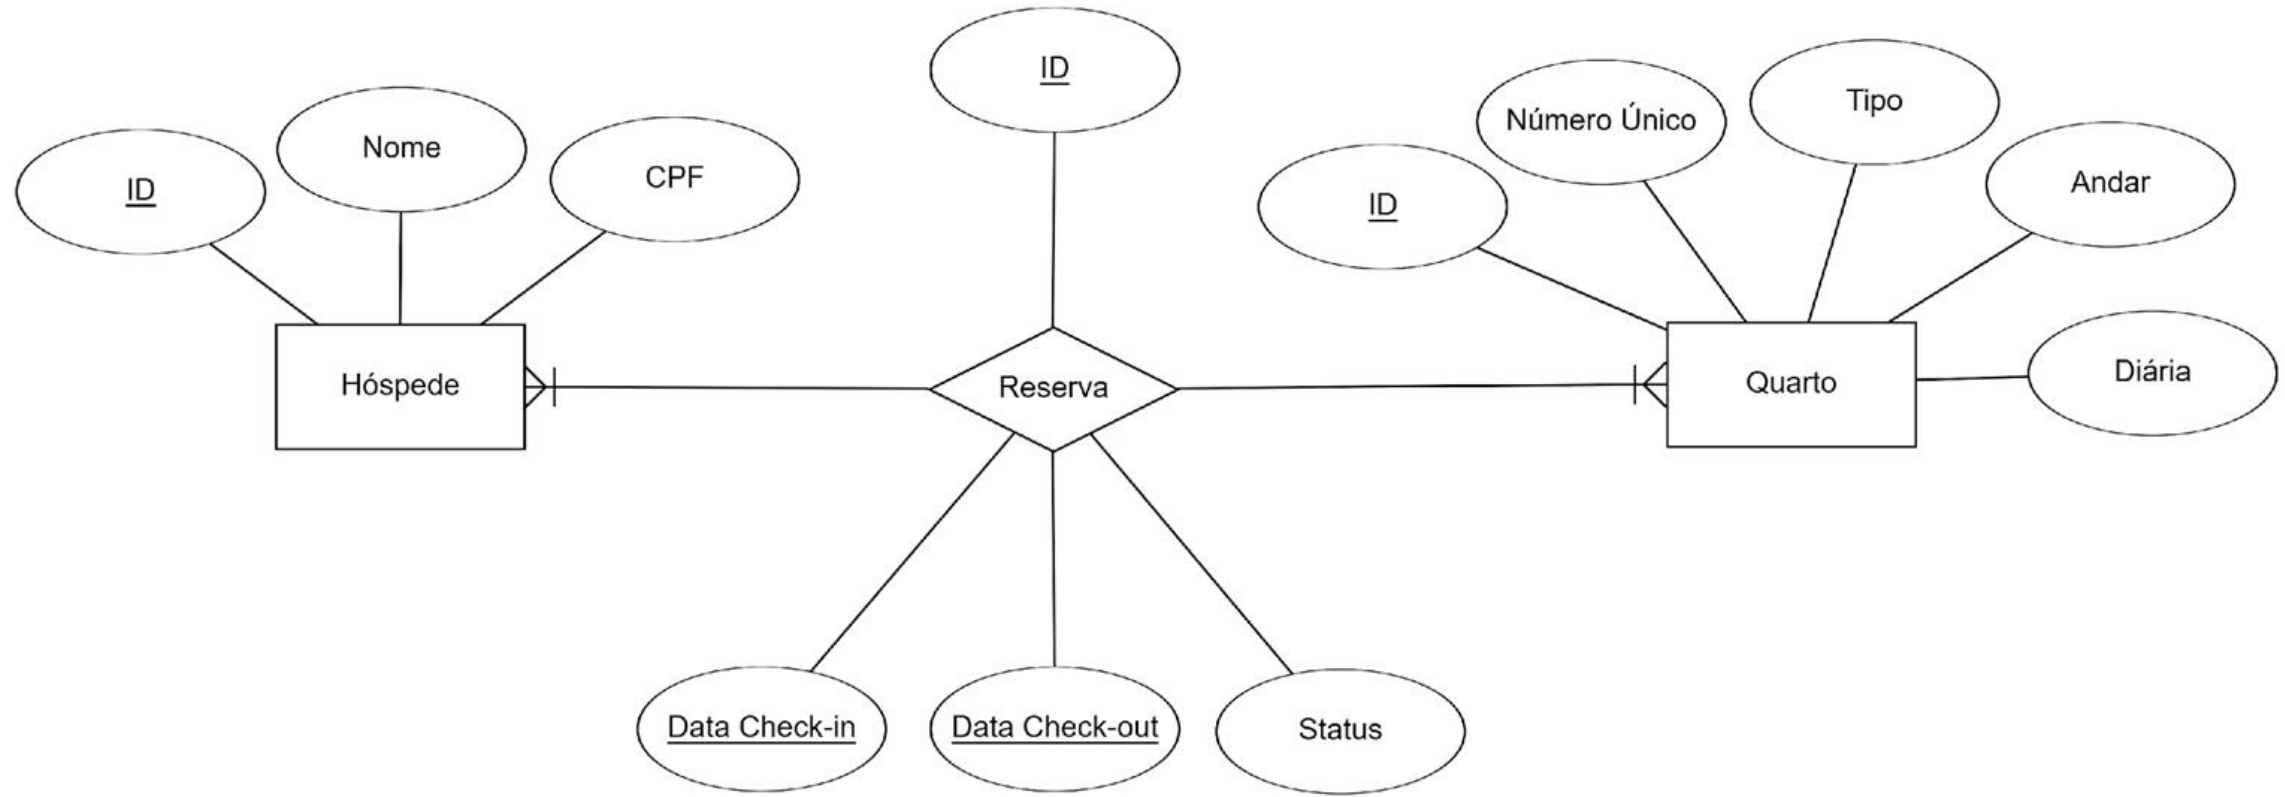 ID
Nome
CPF
Hóspede
ID
Reserva
Data Check-in
Data Check-out
Status
ID
Número Único
Tipo
Andar
Diária
Quarto